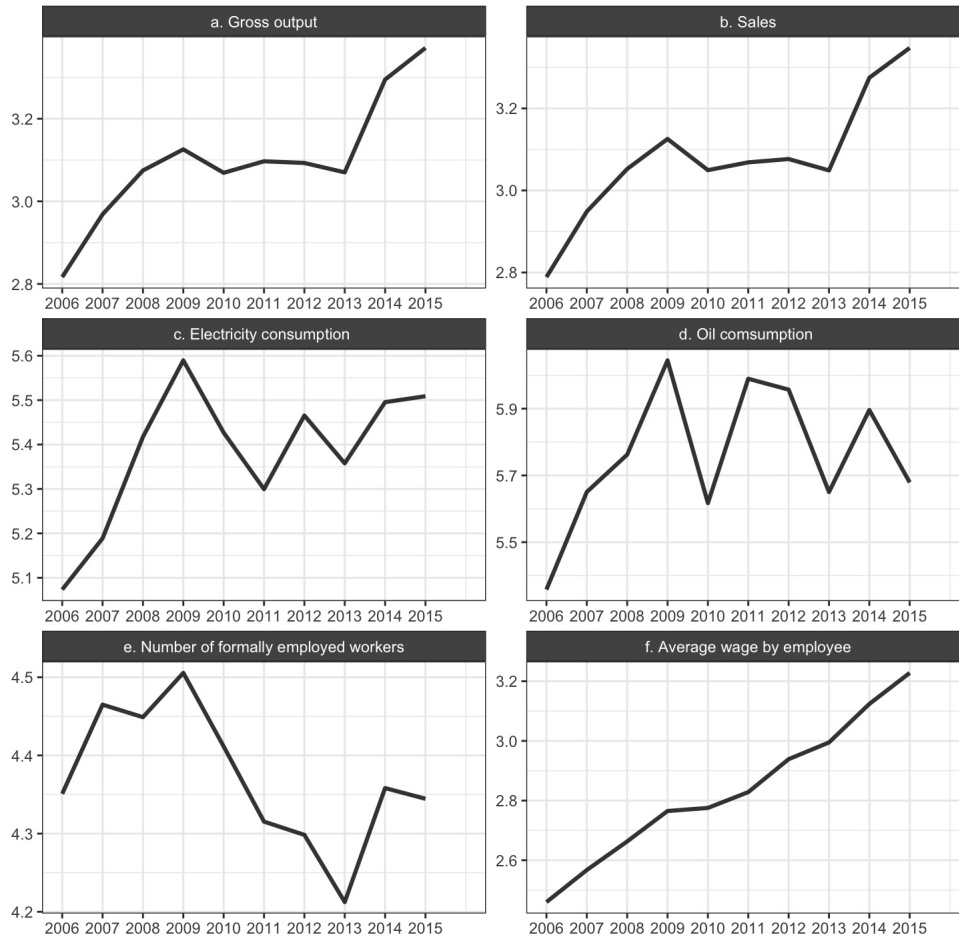 a. Gross output
3.2
3.0
2.8
2006 2007 2008 2009 2010 2011 2012 2013 2014 2015
b. Sales
3.2
3.0
2.8
2006 2007 2008 2009 2010 2011 2012 2013 2014 2015
c. Electricity consumption
5.6
5.5
5.4
5.3
5.2
5.1
2006 2007 2008 2009 2010 2011 2012 2013 2014 2015
d. Oil comsumption
5.9
5.7
5.5
2006 2007 2008 2009 2010 2011 2012 2013 2014 2015
e. Number of formally employed workers
4.5
4.4
4.3
4.2
2006 2007 2008 2009 2010 2011 2012 2013 2014 2015
f. Average wage by employee
3.2
3.0
2.8
2.6
2006 2007 2008 2009 2010 2011 2012 2013 2014 2015